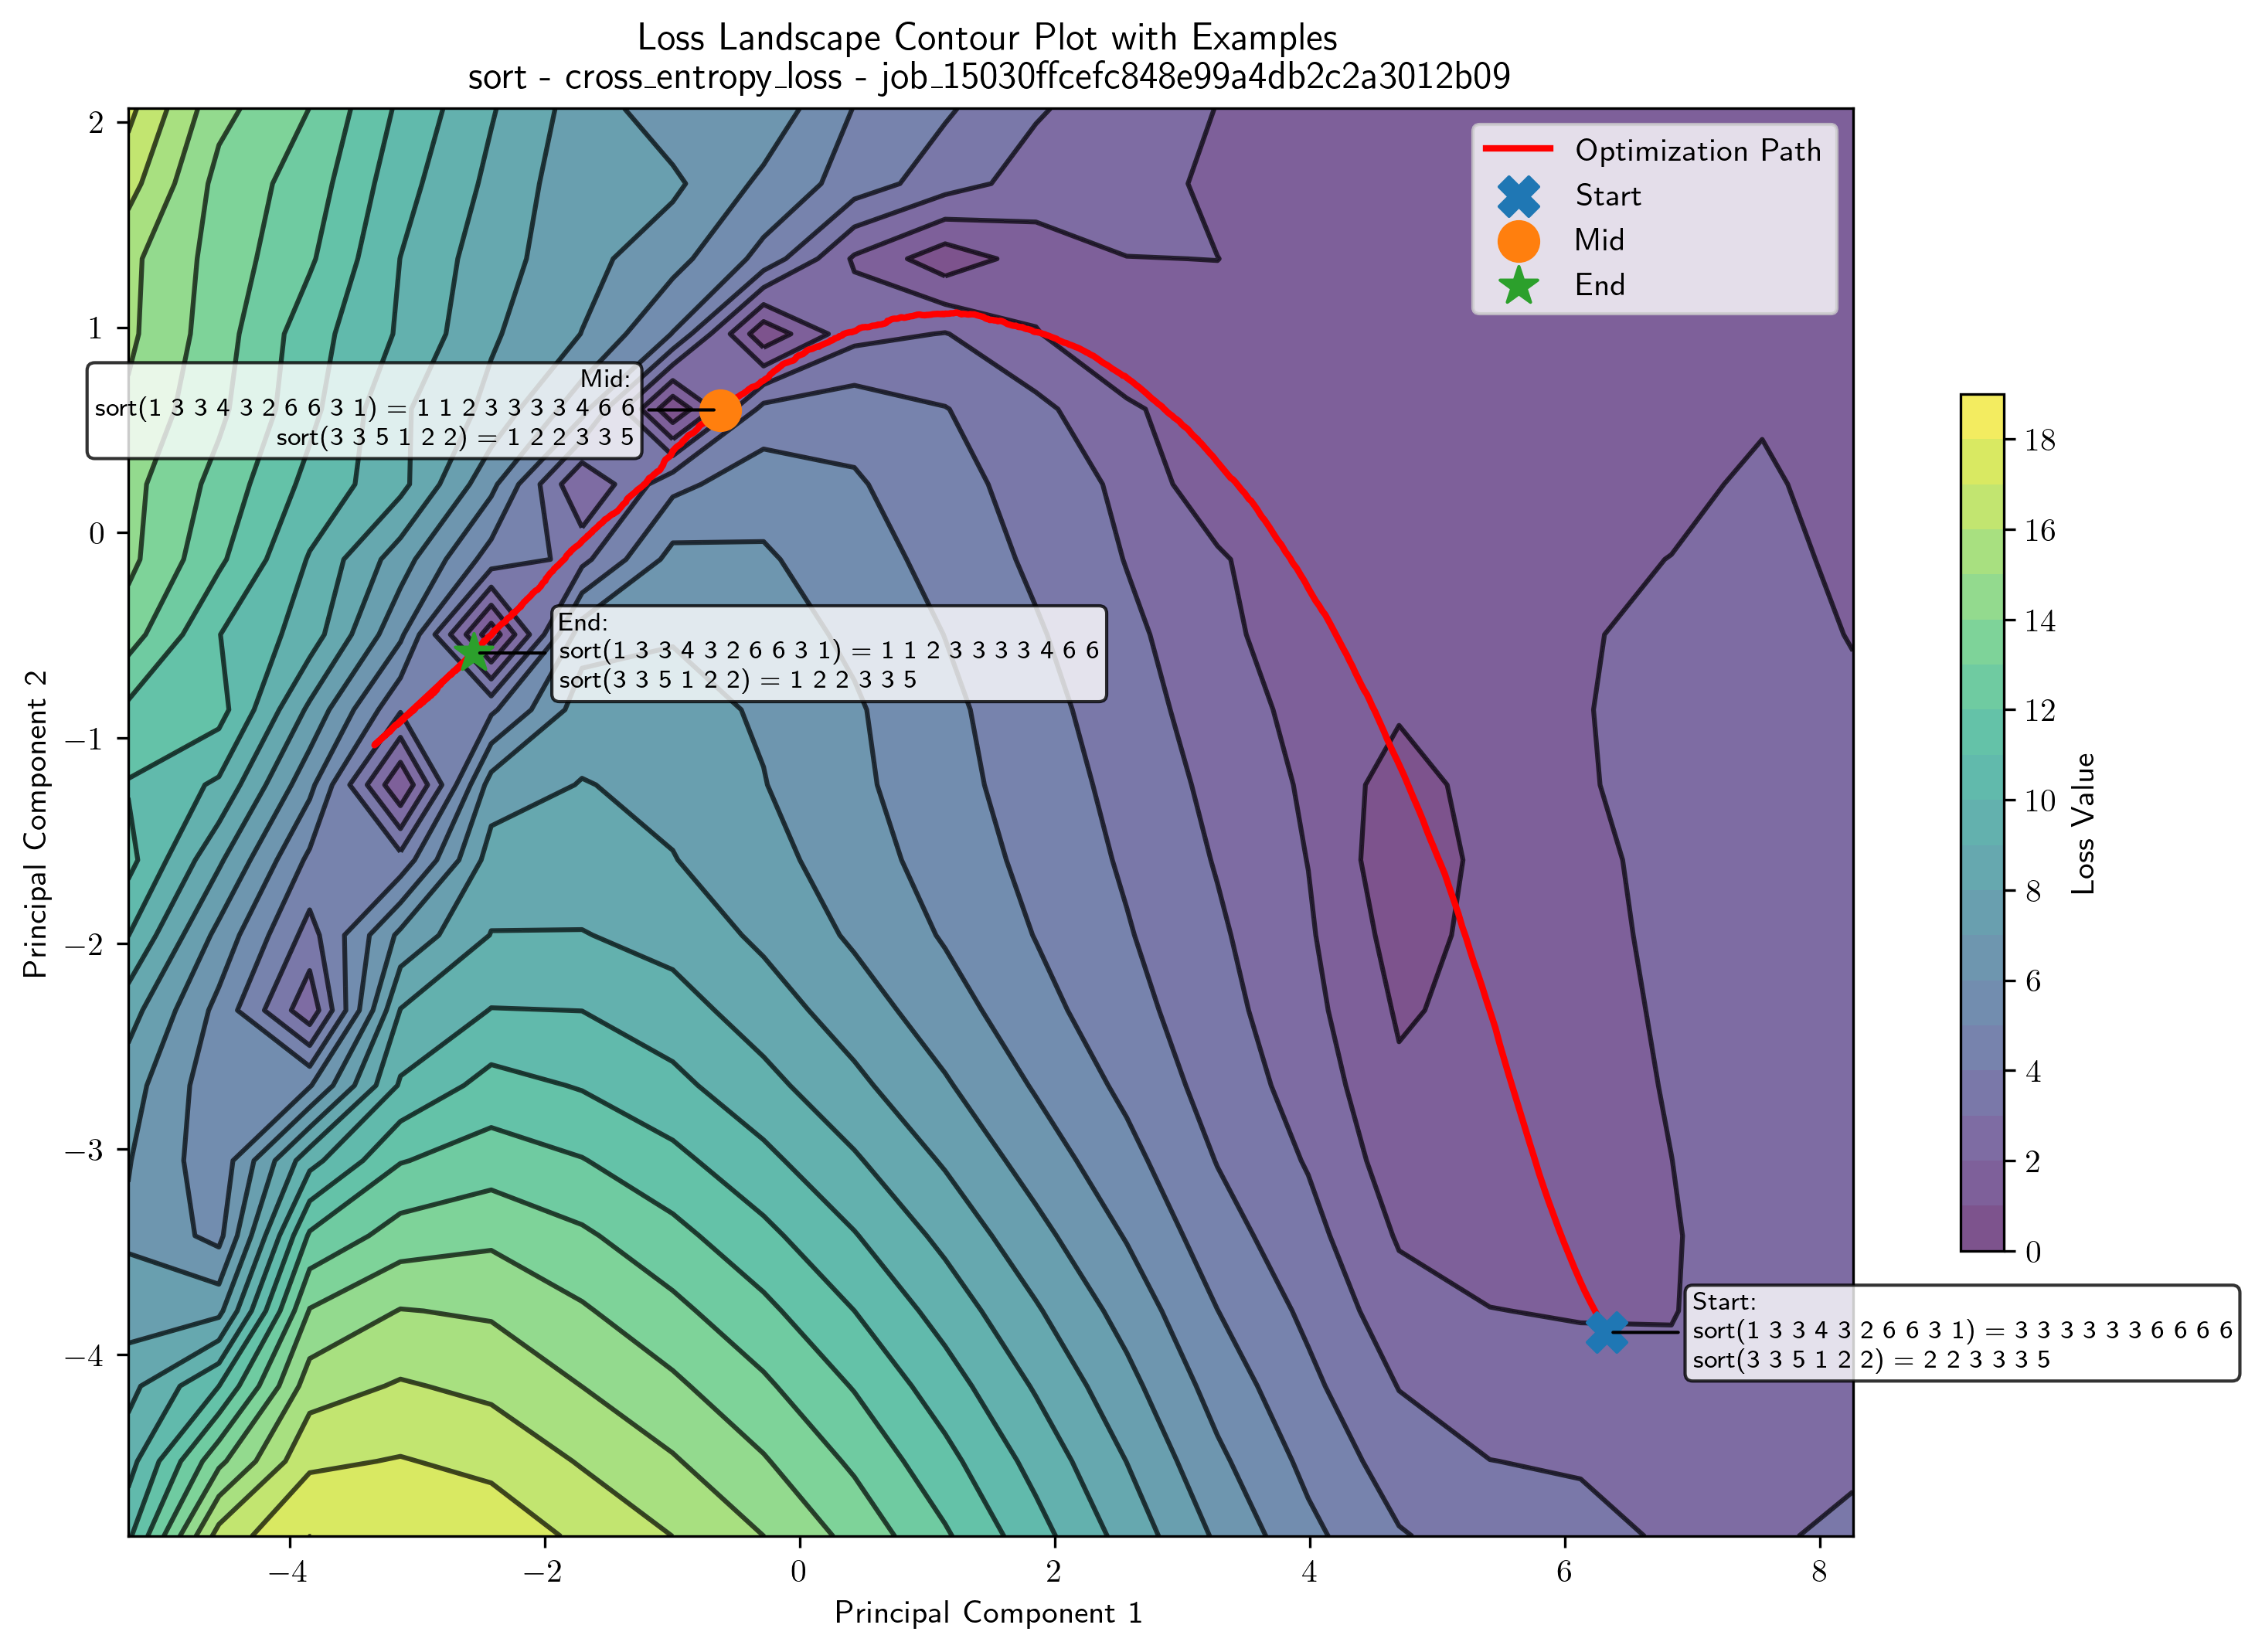 Loss Landscape Contour Plot with Examples
sort - cross_entropy_loss - job_15030ffcefc848e99a4db2c2a3012b09
Optimization Path
Start
Mid
End
2
1
0
−1
−2
−3
−4
Principal Component 2
Mid:
sort(1 3 3 4 3 2 6 6 3 1) = 1 1 2 3 3 3 3 4 6 6
sort(3 3 5 1 2 2) = 1 2 2 3 3 5
End:
sort(1 3 3 4 3 2 6 6 3 1) = 1 1 2 3 3 3 3 4 6 6
sort(3 3 5 1 2 2) = 1 2 2 3 3 5
Start:
sort(1 3 3 4 3 2 6 6 3 1) = 3 3 3 3 3 3 6 6 6 6
sort(3 3 5 1 2 2) = 2 2 3 3 3 5
−4
−2
0
2
4
6
8
Principal Component 1
18
16
14
12
10
8
6
4
2
0
Loss Value